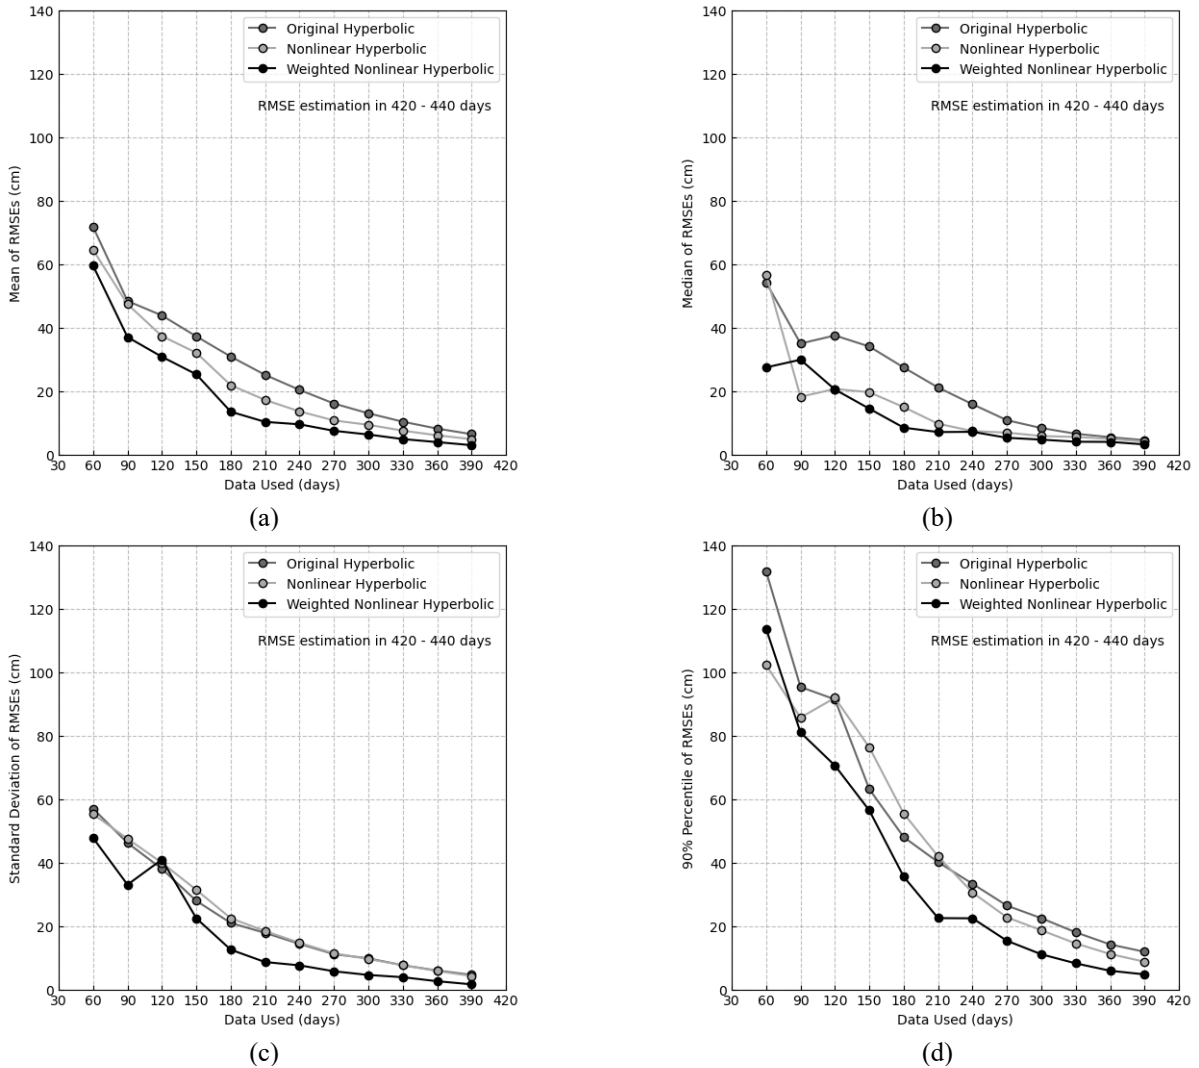 140
120
100
80
60
40
20
0
Mean of RMSEs (cm)
Original Hyperbolic
Nonlinear Hyperbolic
Weighted Nonlinear Hyperbolic
RMSE estimation in 420 - 440 days
30 60 90 120 150 180 210 240 270 300 330 360 390 420
Data Used (days)
(a)
140
120
100
80
60
40
20
0
Median of RMSEs (cm)
Original Hyperbolic
Nonlinear Hyperbolic
Weighted Nonlinear Hyperbolic
RMSE estimation in 420 - 440 days
30 60 90 120 150 180 210 240 270 300 330 360 390 420
Data Used (days)
(b)
140
120
100
80
60
40
20
0
Standard Deviation of RMSEs (cm)
Original Hyperbolic
Nonlinear Hyperbolic
Weighted Nonlinear Hyperbolic
RMSE estimation in 420 - 440 days
30 60 90 120 150 180 210 240 270 300 330 360 390 420
Data Used (days)
(c)
140
120
100
80
60
40
20
0
90% Percentile of RMSEs (cm)
Original Hyperbolic
Nonlinear Hyperbolic
Weighted Nonlinear Hyperbolic
RMSE estimation in 420 - 440 days
30 60 90 120 150 180 210 240 270 300 330 360 390 420
Data Used (days)
(d)